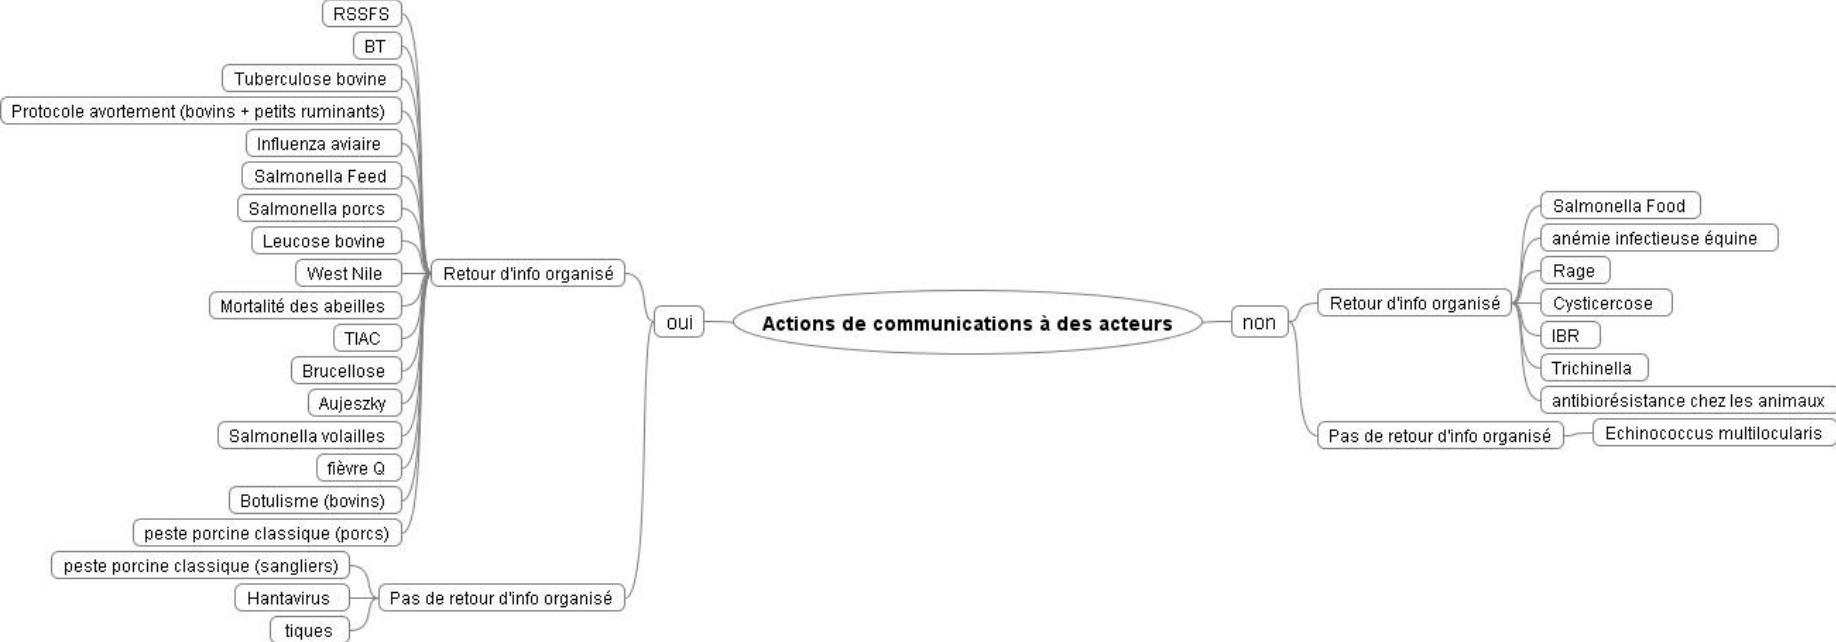 RSSFS
BT
Tuberculose bovine
Protocole avortement (bovins + petits ruminants)
Influenza aviaire
Salmonella Feed
Salmonella porcs
Leucose bovine
West Nile
Mortalité des abeilles
TIAC
Brucellose
Aujeszky
Salmonella volailles
fièvre Q
Botulisme (bovins)
peste porcine classique (porcs)
Retour d'info organisé
peste porcine classique (sangliers)
Hantavirus
tiques
Pas de retour d'info organisé
oui
Actions de communications à des acteurs
non
Retour d'info organisé
Salmonella Food
anémie infectieuse équine
Rage
Cysticercose
IBR
Trichinella
antibiorésistance chez les animaux
Pas de retour d'info organisé
Echinococcus multilocularis